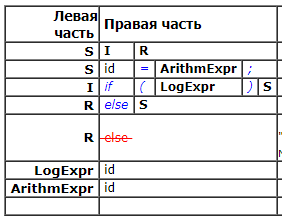 Левая часть Правая часть
S I R
S id = ArithmExpr ;
I if ( LogExpr ) S
R else S
R else
LogExpr id
ArithmExpr id